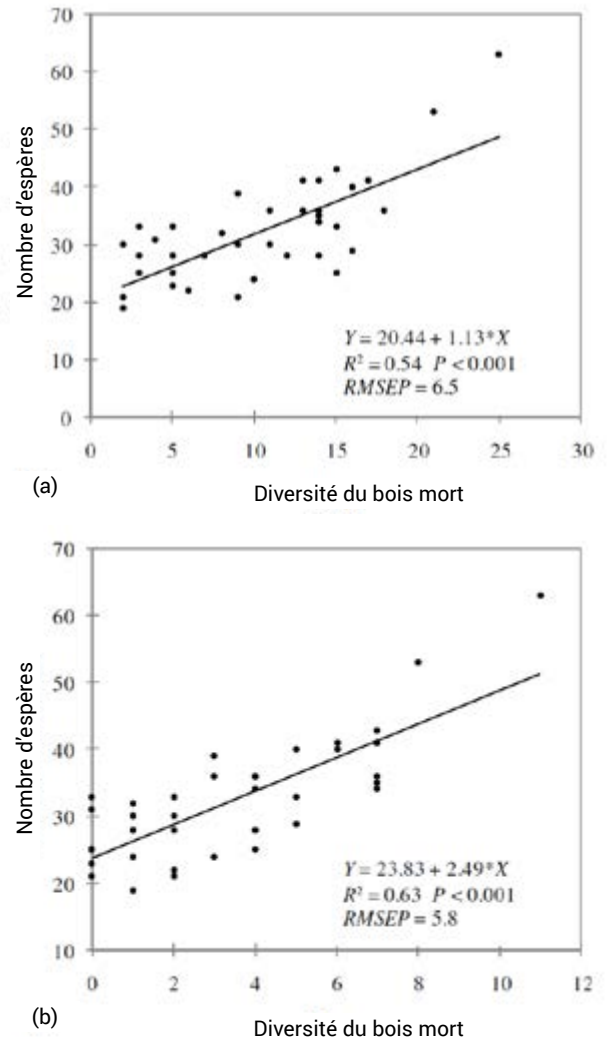 70
60
50
40
30
20
10
0
Nombre d'espères
Y = 20.44 + 1.13*X
R² = 0.54 P < 0.001
RMSEP = 6.5
0 5 10 15 20 25 30
(a)
Diversité du bois mort
70
60
50
40
30
20
10
Nombre d'espères
Y = 23.83 + 2.49*X
R² = 0.63 P < 0.001
RMSEP = 5.8
0 2 4 6 8 10 12
(b)
Diversité du bois mort